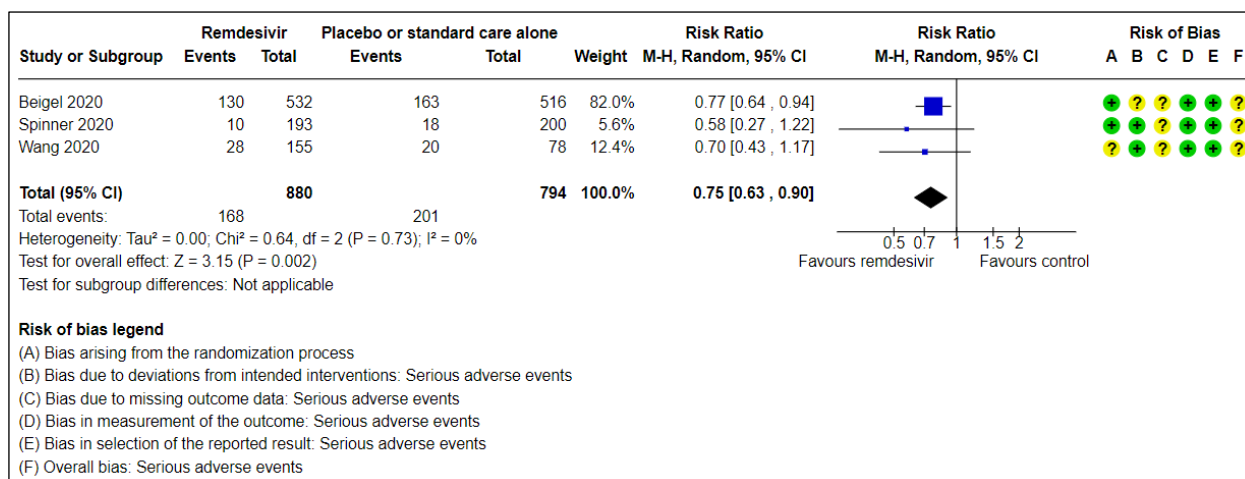 Remdesivir Placebo or standard care alone Risk Ratio Risk Ratio Risk of Bias
Study or Subgroup Events Total Events Total Weight M-H, Random, 95% CI M-H, Random, 95% CI A B C D E F
Beigel 2020 130 532 163 516 82.0% 0.77 [0.64 , 0.94] + ? ? + + ?
Spinner 2020 10 193 18 200 5.6% 0.58 [0.27 , 1.22] + + ? + + ?
Wang 2020 28 155 20 78 12.4% 0.70 [0.43 , 1.17] ? + ? + + ?
Total (95% CI) 880 794 100.0% 0.75 [0.63 , 0.90]
Total events: 168 201
Heterogeneity: Tau² = 0.00; Chi² = 0.64, df = 2 (P = 0.73); I² = 0%
0.5 0.7 1 1.5 2
Test for overall effect: Z = 3.15 (P = 0.002) Favours remdesivir Favours control
Test for subgroup differences: Not applicable
Risk of bias legend
(A) Bias arising from the randomization process
(B) Bias due to deviations from intended interventions: Serious adverse events
(C) Bias due to missing outcome data: Serious adverse events
(D) Bias in measurement of the outcome: Serious adverse events
(E) Bias in selection of the reported result: Serious adverse events
(F) Overall bias: Serious adverse events